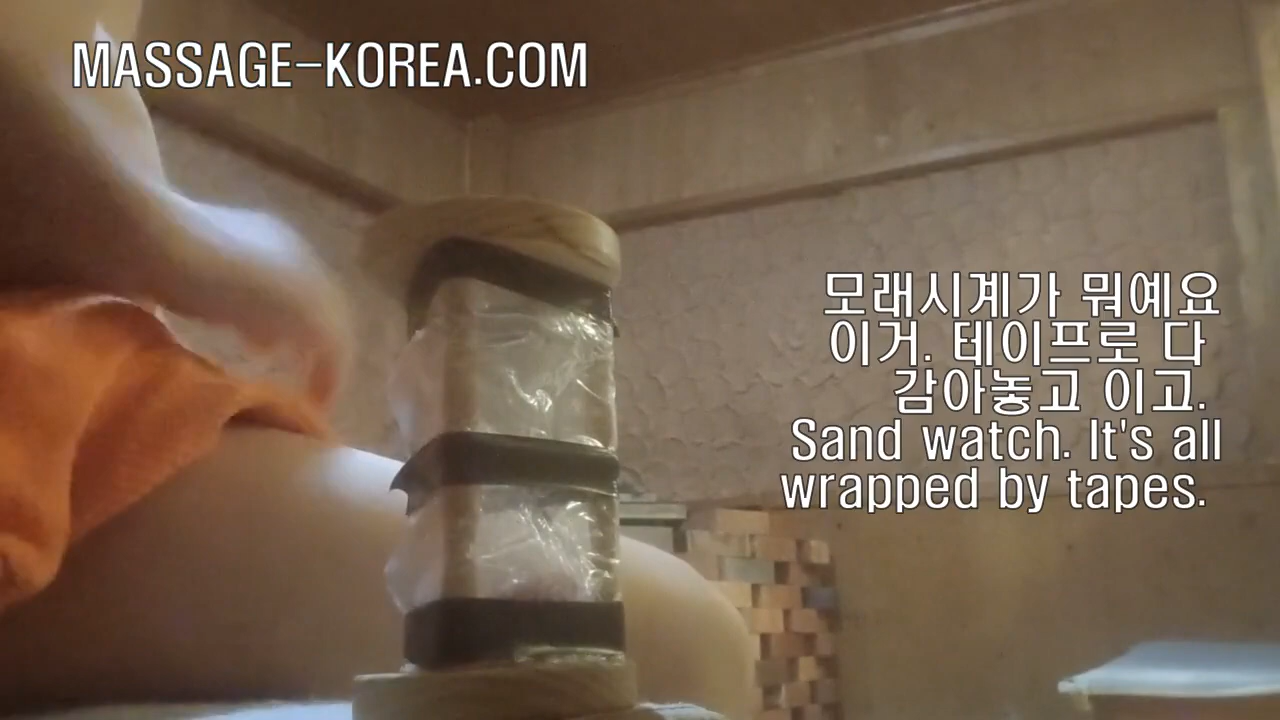 MASSAGE-KOREA.COM
모래시계가 뭐예요
이거. 테이프로 다
감아놓고 이고.
Sand watch. It's all
wrapped by tapes.